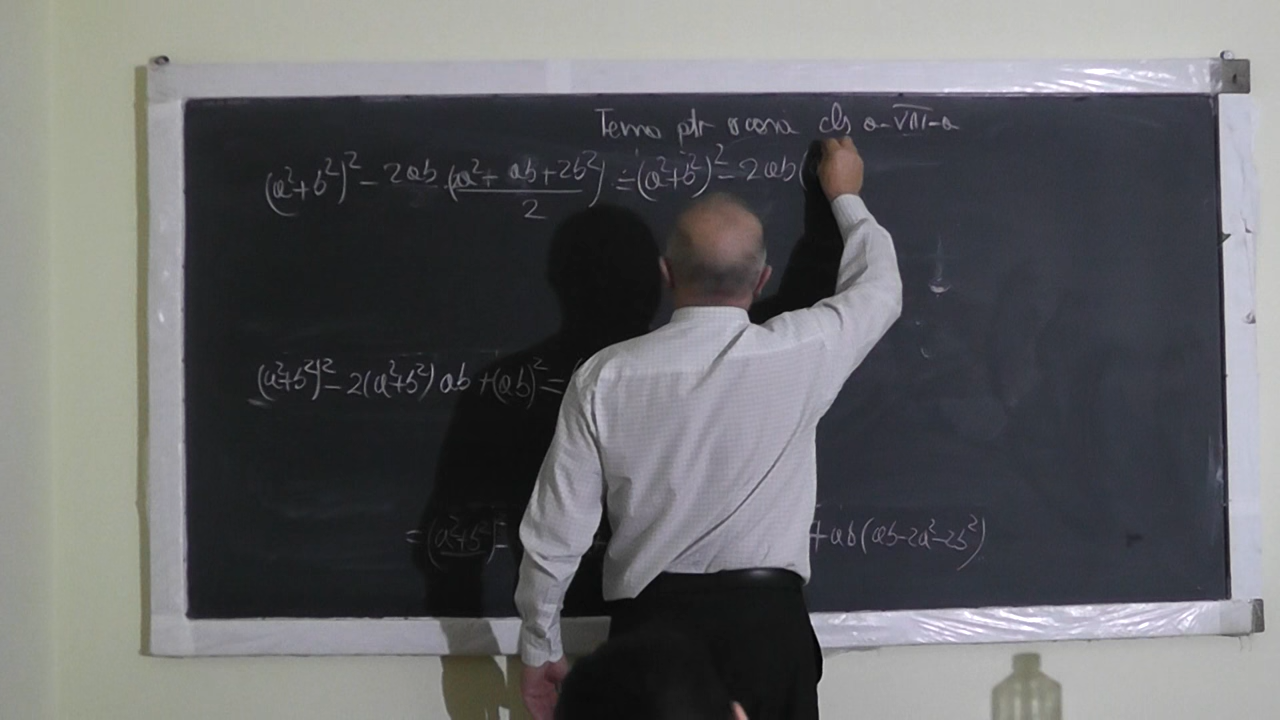 Tema ptr acasa cls a-VIII-a
(a²+b²)² - 2ab (a² + ab + 2b²)/2 = (a²+b²)² - 2ab(
(a²+b²)² - 2(a²+b²)ab + (ab)² =
= (a²+b²) + ab(ab-2a²-2b²)